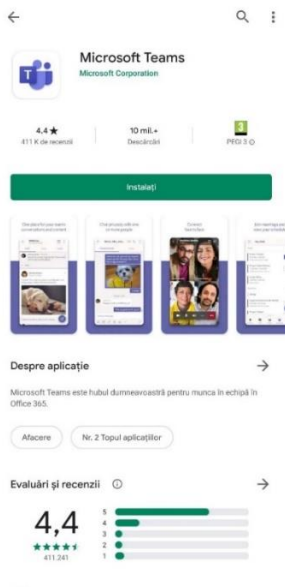 Microsoft Teams
Microsoft Corporation
4,4★
10 mil.+
3
411 K de recenzii
Descărcări
PEGI 3
Instalați
Despre aplicație
Microsoft Teams este hubul dumneavoastră pentru munca în echipă în
Office 365.
Afacere
Nr. 2 Topul aplicațiilor
Evaluări și recenzii
4,4
5
4
3
2
1
411.241